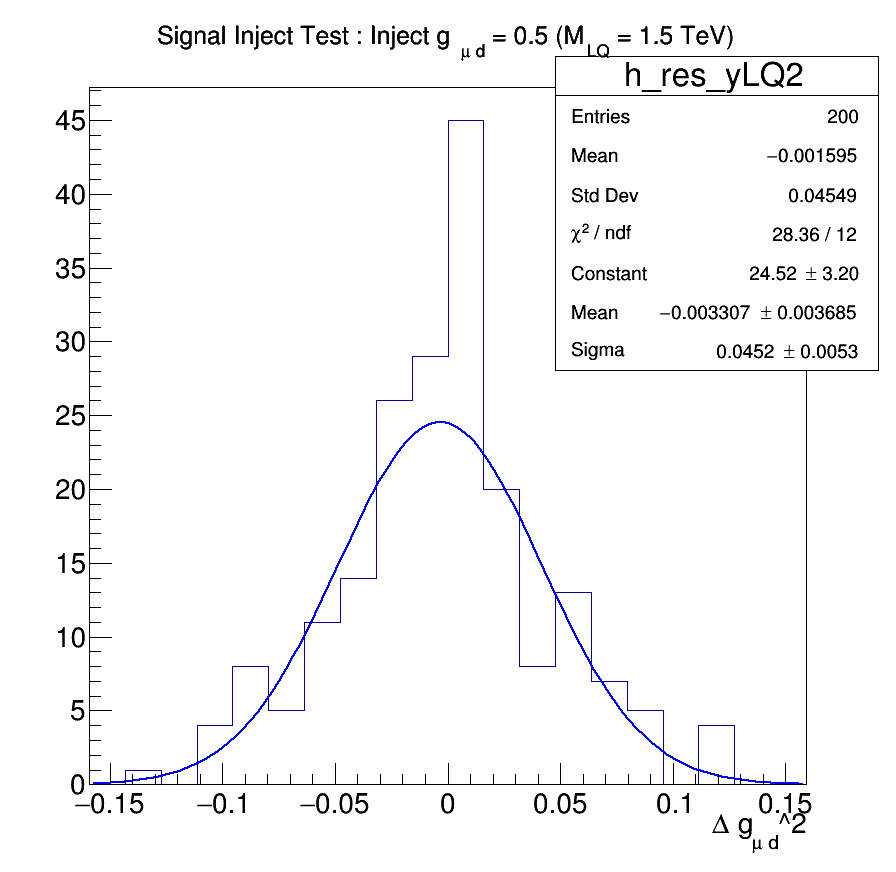 Signal Inject Test : Inject g μ d = 0.5 (M LQ = 1.5 TeV)
h_res_yLQ2
Entries 200
Mean −0.001595
Std Dev 0.04549
χ² / ndf 28.36 / 12
Constant 24.52 ± 3.20
Mean −0.003307 ± 0.003685
Sigma 0.0452 ± 0.0053
45
40
35
30
25
20
15
10
5
0
−0.15 −0.1 −0.05 0 0.05 0.1 0.15
Δ g μ d ^2